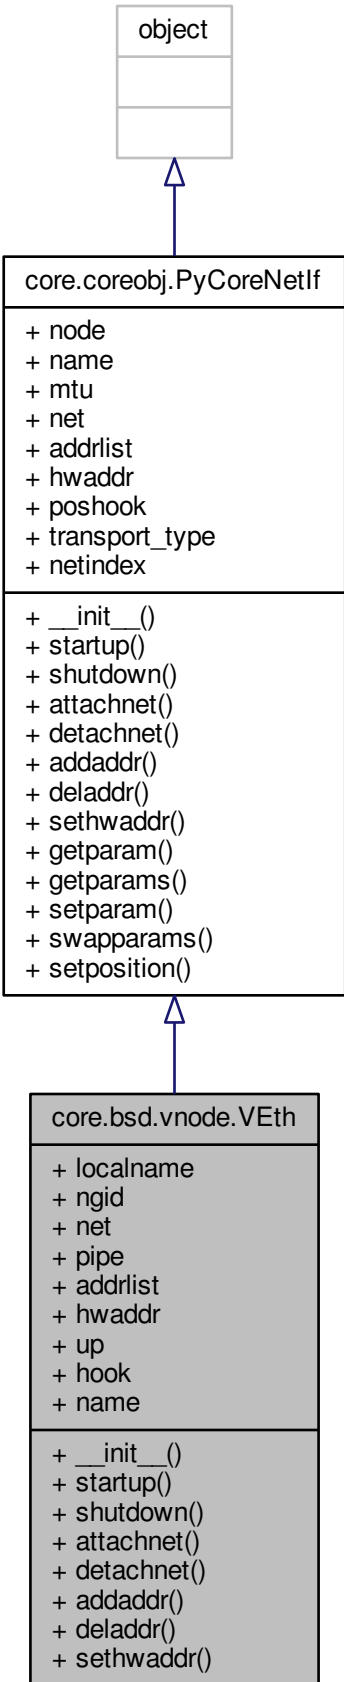 object
core.coreobj.PyCoreNetIf
+ node
+ name
+ mtu
+ net
+ addrlist
+ hwaddr
+ poshook
+ transport_type
+ netindex
+ __init__()
+ startup()
+ shutdown()
+ attachnet()
+ detachnet()
+ addaddr()
+ deladdr()
+ sethwaddr()
+ getparam()
+ getparams()
+ setparam()
+ swapparams()
+ setposition()
core.bsd.vnode.VEth
+ localname
+ ngid
+ net
+ pipe
+ addrlist
+ hwaddr
+ up
+ hook
+ name
+ __init__()
+ startup()
+ shutdown()
+ attachnet()
+ detachnet()
+ addaddr()
+ deladdr()
+ sethwaddr()